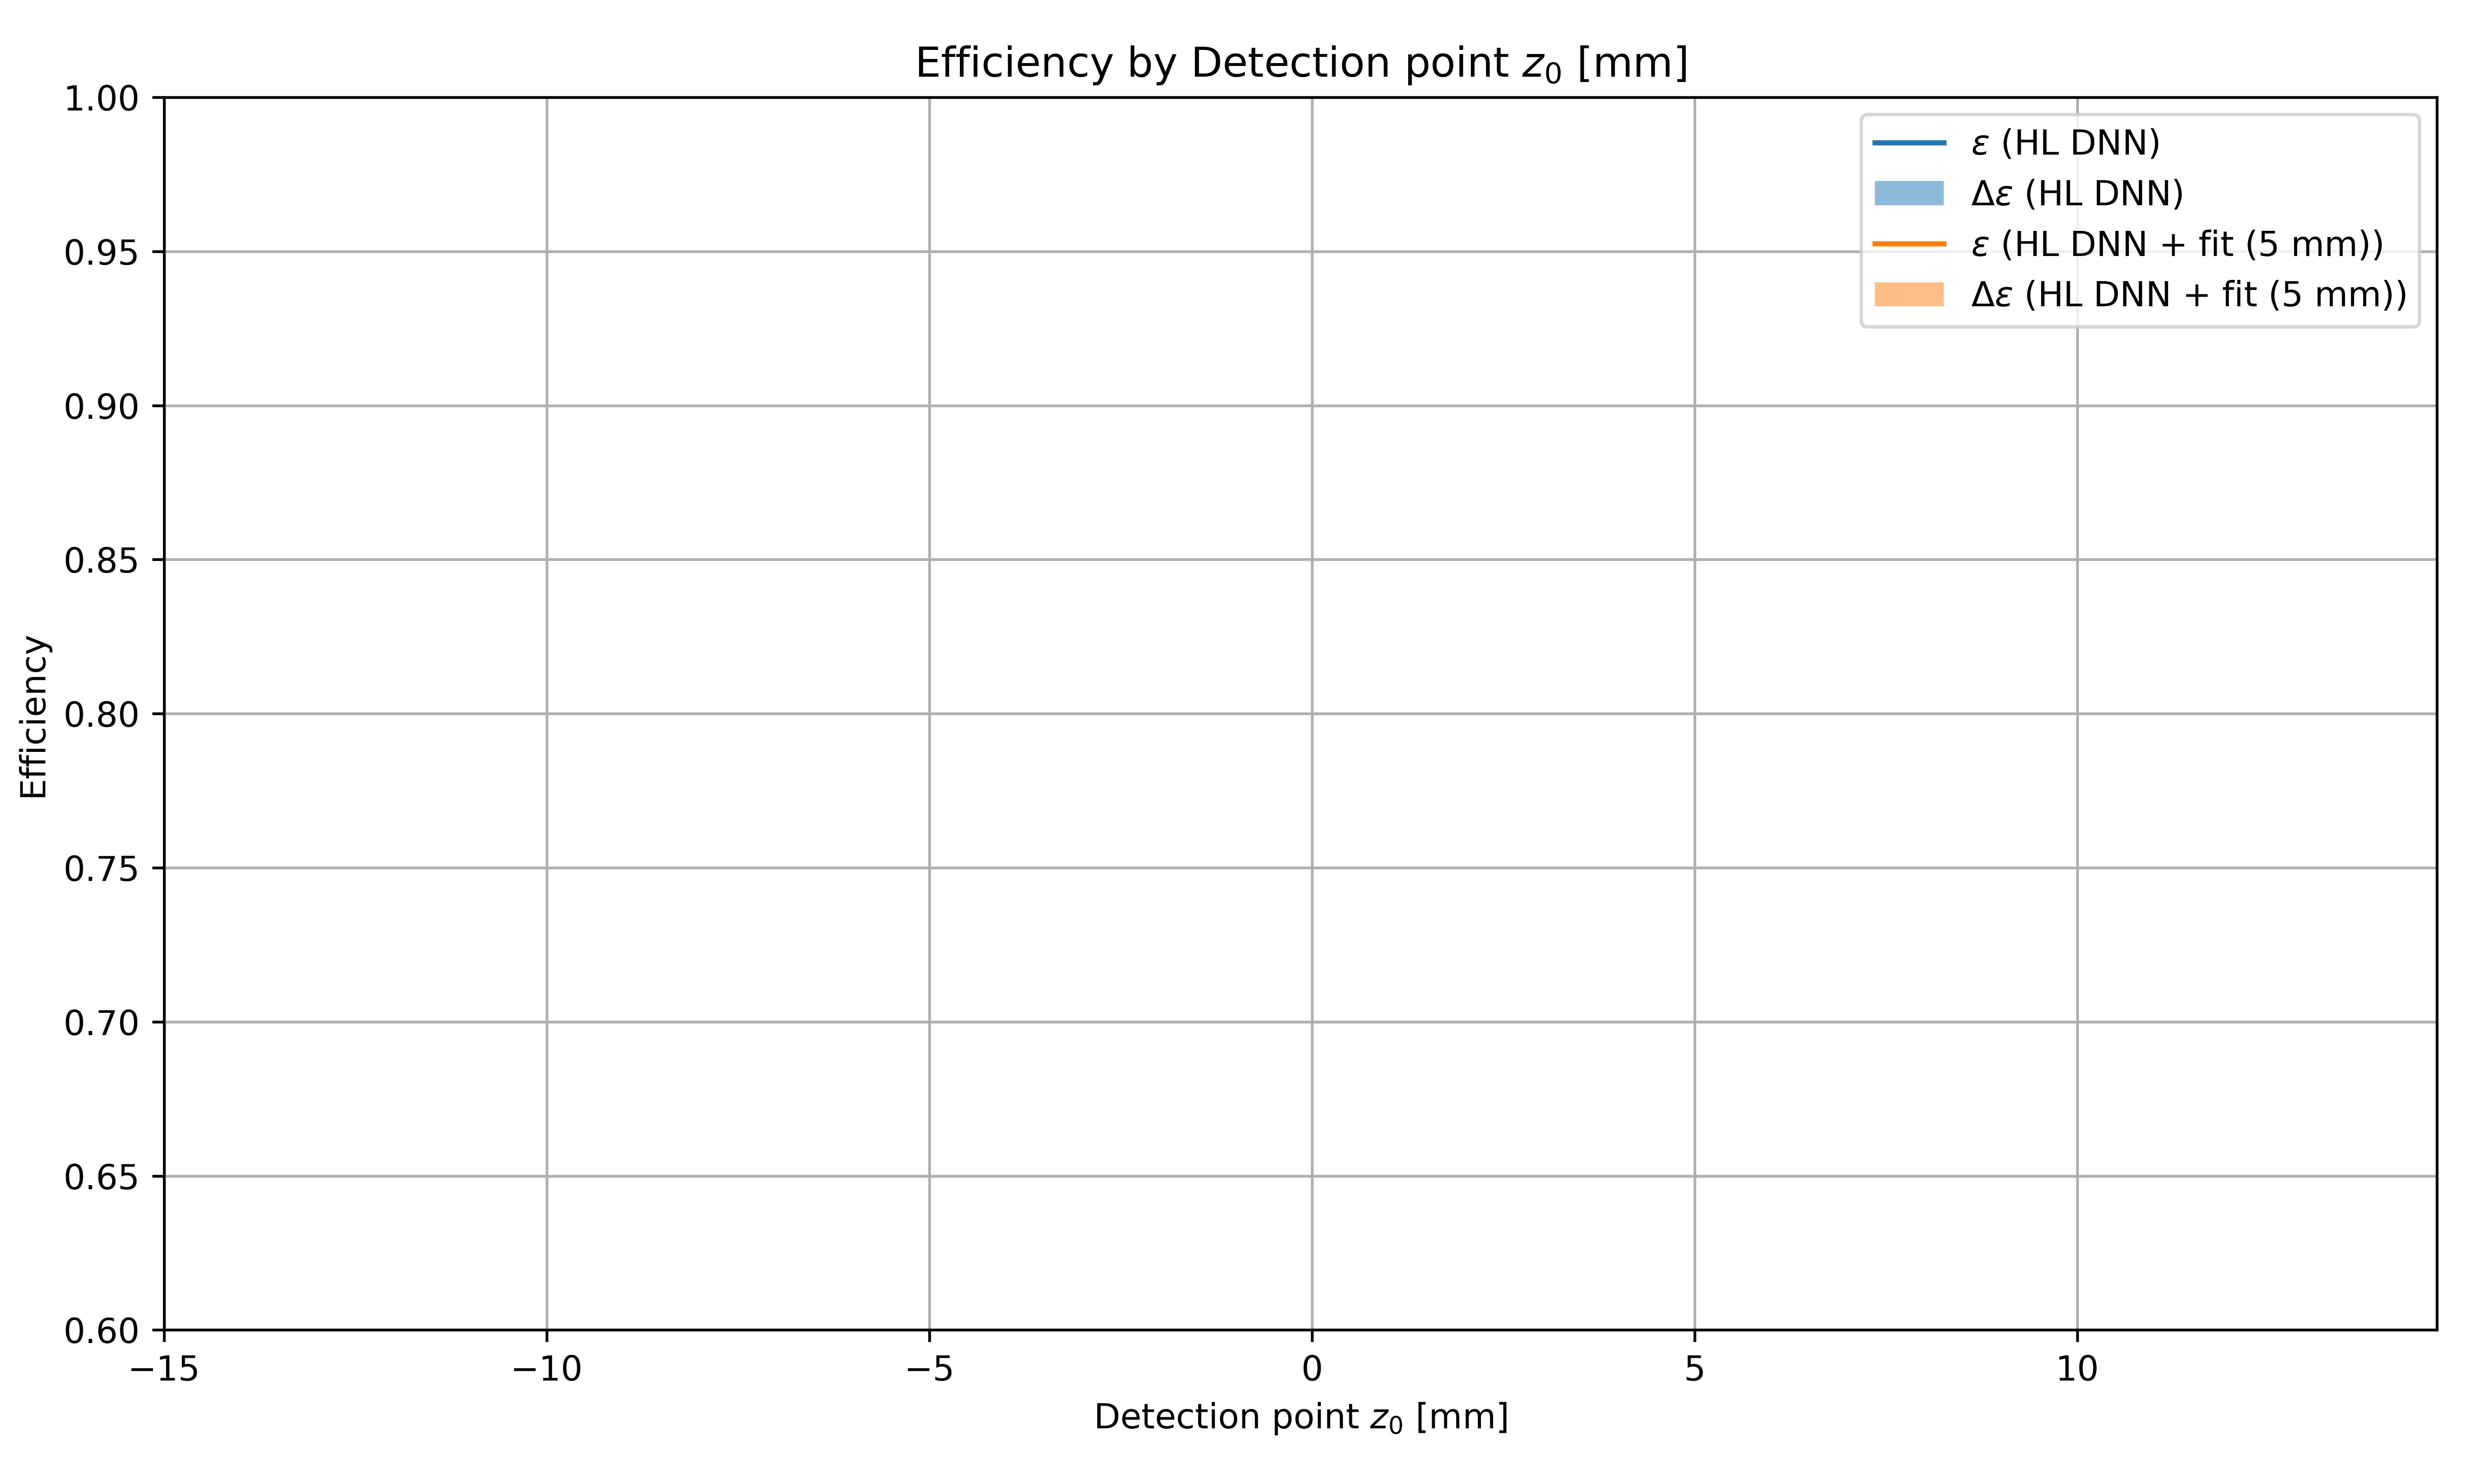 Efficiency by Detection point z₀ [mm]
1.00
0.95
0.90
0.85
0.80
0.75
0.70
0.65
0.60
Efficiency
ε (HL DNN)
Δε (HL DNN)
ε (HL DNN + fit (5 mm))
Δε (HL DNN + fit (5 mm))
−15 −10 −5 0 5 10
Detection point z₀ [mm]